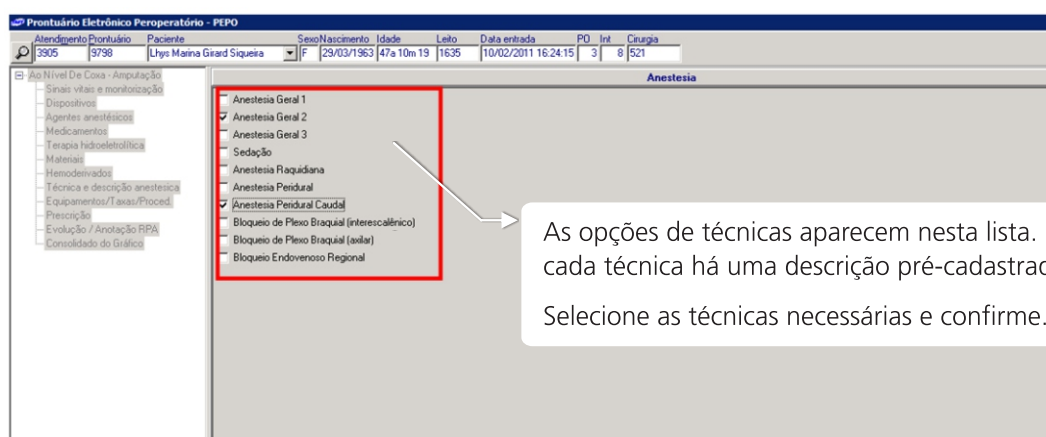 Prontuário Eletrônico Peroperatório - PEPO
Atendimento Prontuário Paciente Sexo Nascimento Idade Leito Data entrada PO Int Cirurgia
3905 9798 Lhys Marina Girard Siqueira F 29/03/1963 47a 10m 19 1635 10/02/2011 16:24:15 3 8 521
Ao Nível De Coxa - Amputação
Sinais vitais e monitorização
Dispositivos
Agentes anestésicos
Medicamentos
Terapia hidroeletrolítica
Materiais
Hemoderivados
Técnica e descrição anestesica
Equipamentos/Taxas/Proced.
Prescrição
Evolução / Anotação RPA
Consolidado do Gráfico
Anestesia
Anestesia Geral 1
Anestesia Geral 2
Anestesia Geral 3
Sedação
Anestesia Raquidiana
Anestesia Peridural
Anestesia Peridural Caudal
Bloqueio de Plexo Braquial (interescalênico)
Bloqueio de Plexo Braquial (axilar)
Bloqueio Endovenoso Regional
As opções de técnicas aparecem nesta lista.
cada técnica há uma descrição pré-cadastrad
Selecione as técnicas necessárias e confirme.